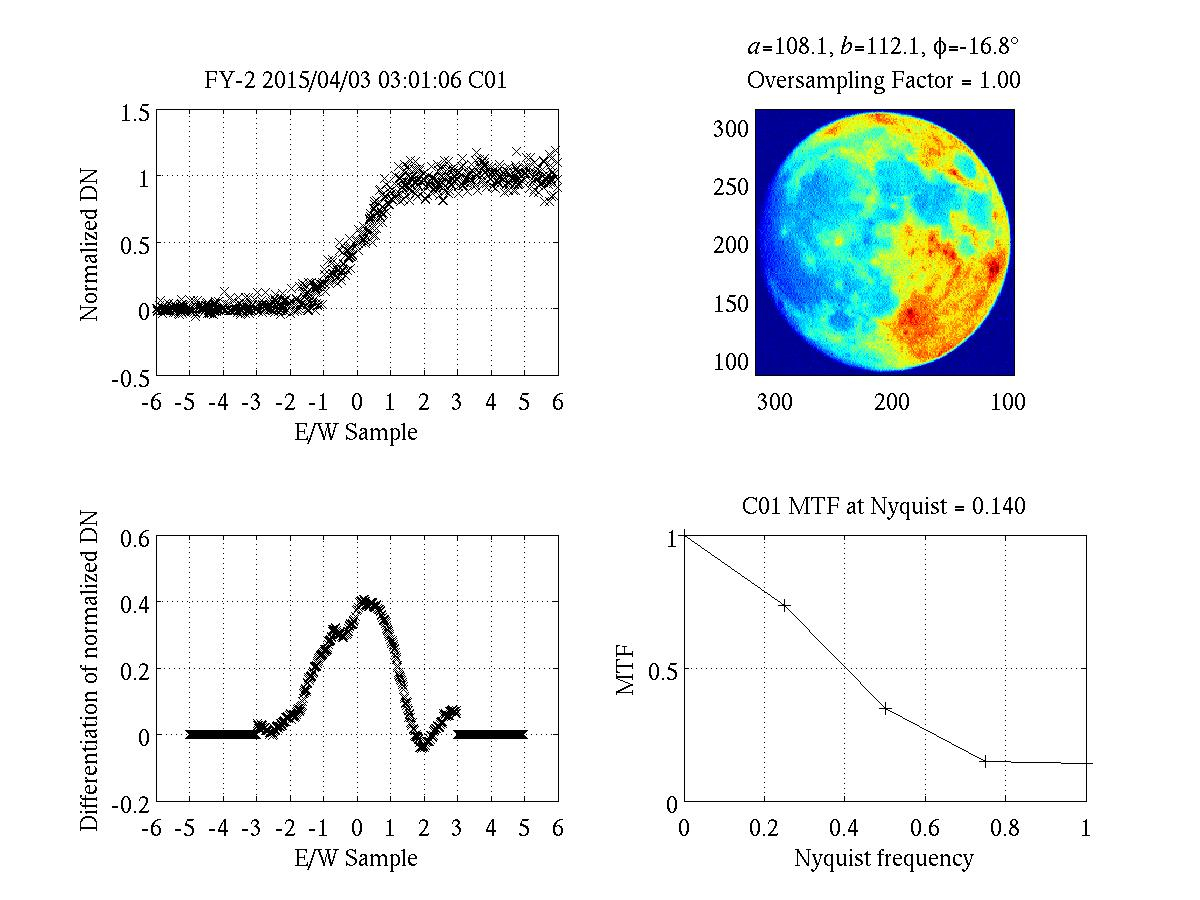 FY-2 2015/04/03 03:01:06 C01
1.5
1
0.5
0
-0.5
Normalized DN
-6 -5 -4 -3 -2 -1 0 1 2 3 4 5 6
E/W Sample
a=108.1, b=112.1, ϕ=-16.8°
Oversampling Factor = 1.00
300
250
200
150
100
300 200 100
0.6
0.4
0.2
0
-0.2
Differentiation of normalized DN
-6 -5 -4 -3 -2 -1 0 1 2 3 4 5 6
E/W Sample
C01 MTF at Nyquist = 0.140
1
0.5
0
MTF
0 0.2 0.4 0.6 0.8 1
Nyquist frequency